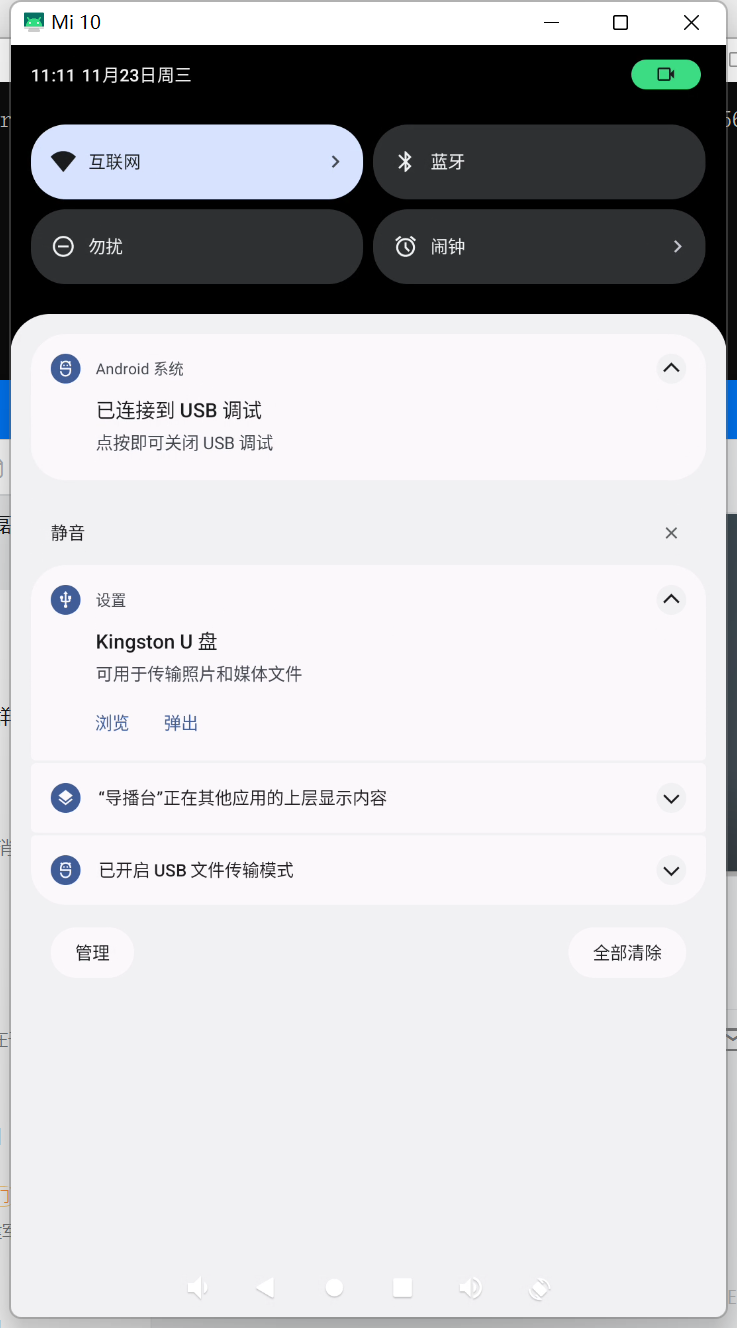 Mi 10
11:11 11月23日周三
互联网
蓝牙
勿扰
闹钟
Android 系统
已连接到 USB 调试
点按即可关闭 USB 调试
静音
设置
Kingston U 盘
可用于传输照片和媒体文件
浏览 弹出
“导播台”正在其他应用的上层显示内容
已开启 USB 文件传输模式
管理
全部清除